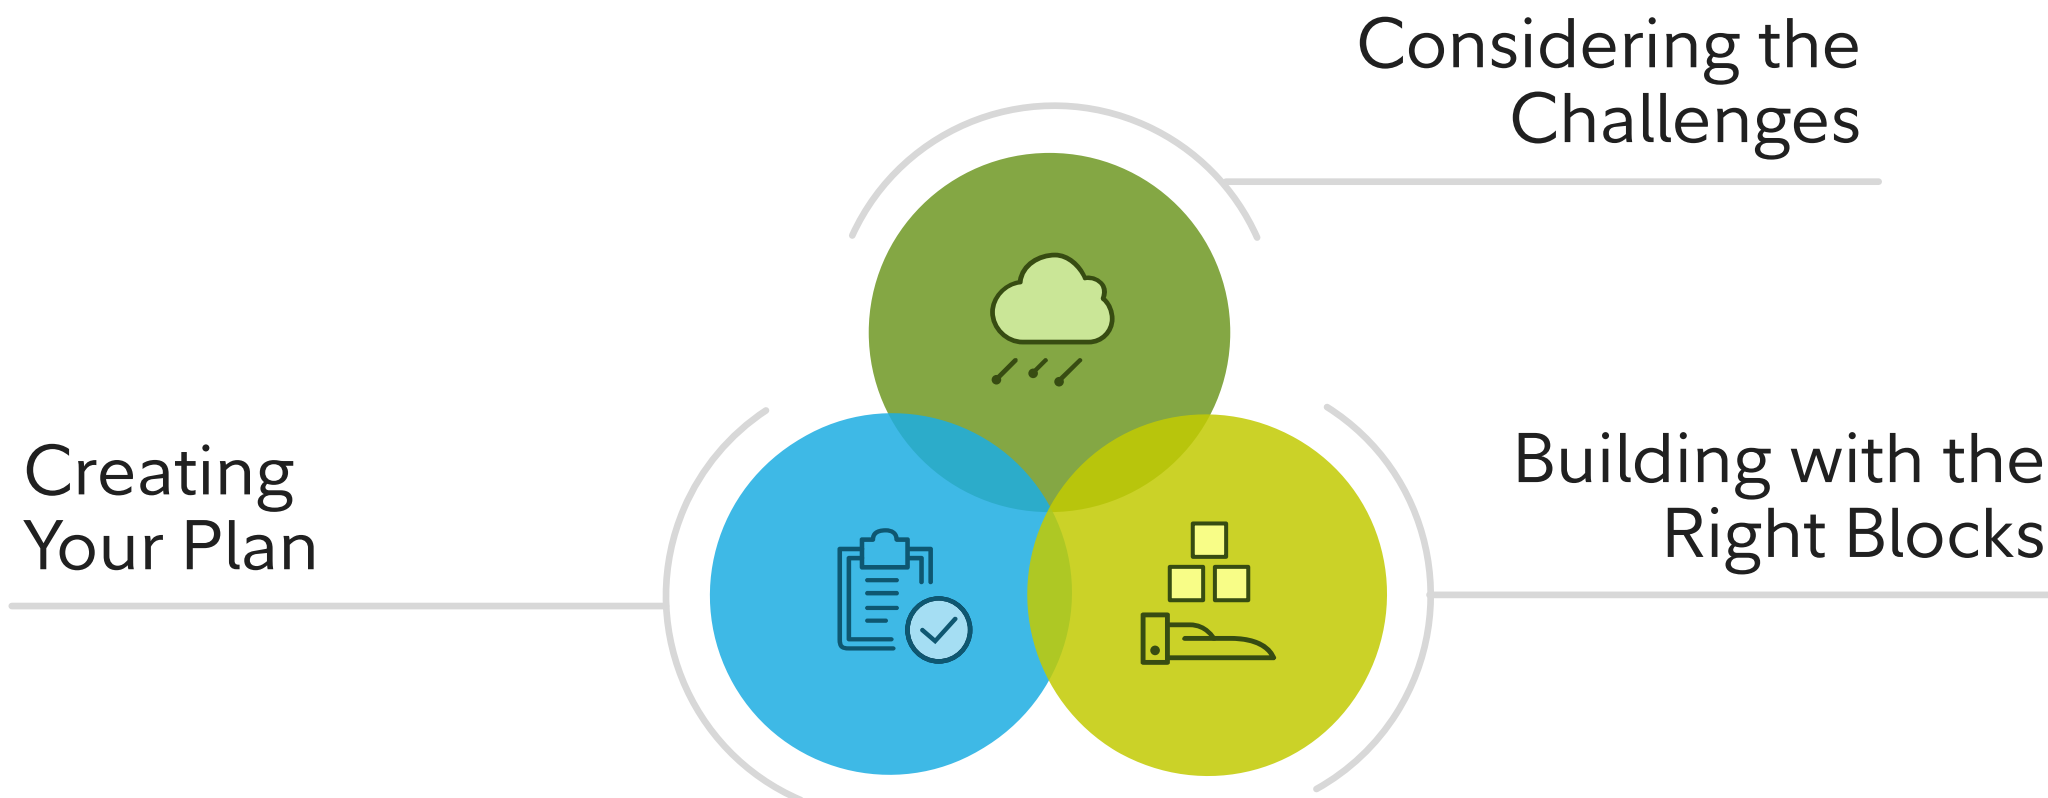 Considering the
Challenges
Creating
Your Plan
Building with the
Right Blocks